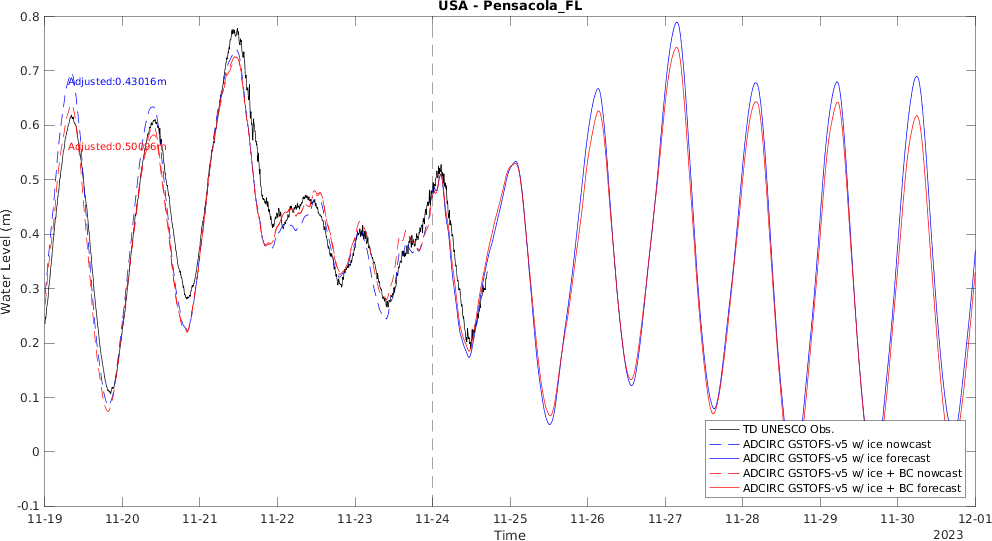 USA - Pensacola_FL
0.8
0.7
0.6
0.5
0.4
0.3
0.2
0.1
0
-0.1
Water Level (m)
Adjusted:0.43016m
Adjusted:0.50096m
TD UNESCO Obs.
ADCIRC GSTOFS-v5 w/ ice nowcast
ADCIRC GSTOFS-v5 w/ ice forecast
ADCIRC GSTOFS-v5 w/ ice + BC nowcast
ADCIRC GSTOFS-v5 w/ ice + BC forecast
11-19 11-20 11-21 11-22 11-23 11-24 11-25 11-26 11-27 11-28 11-29 11-30 12-01
Time
2023